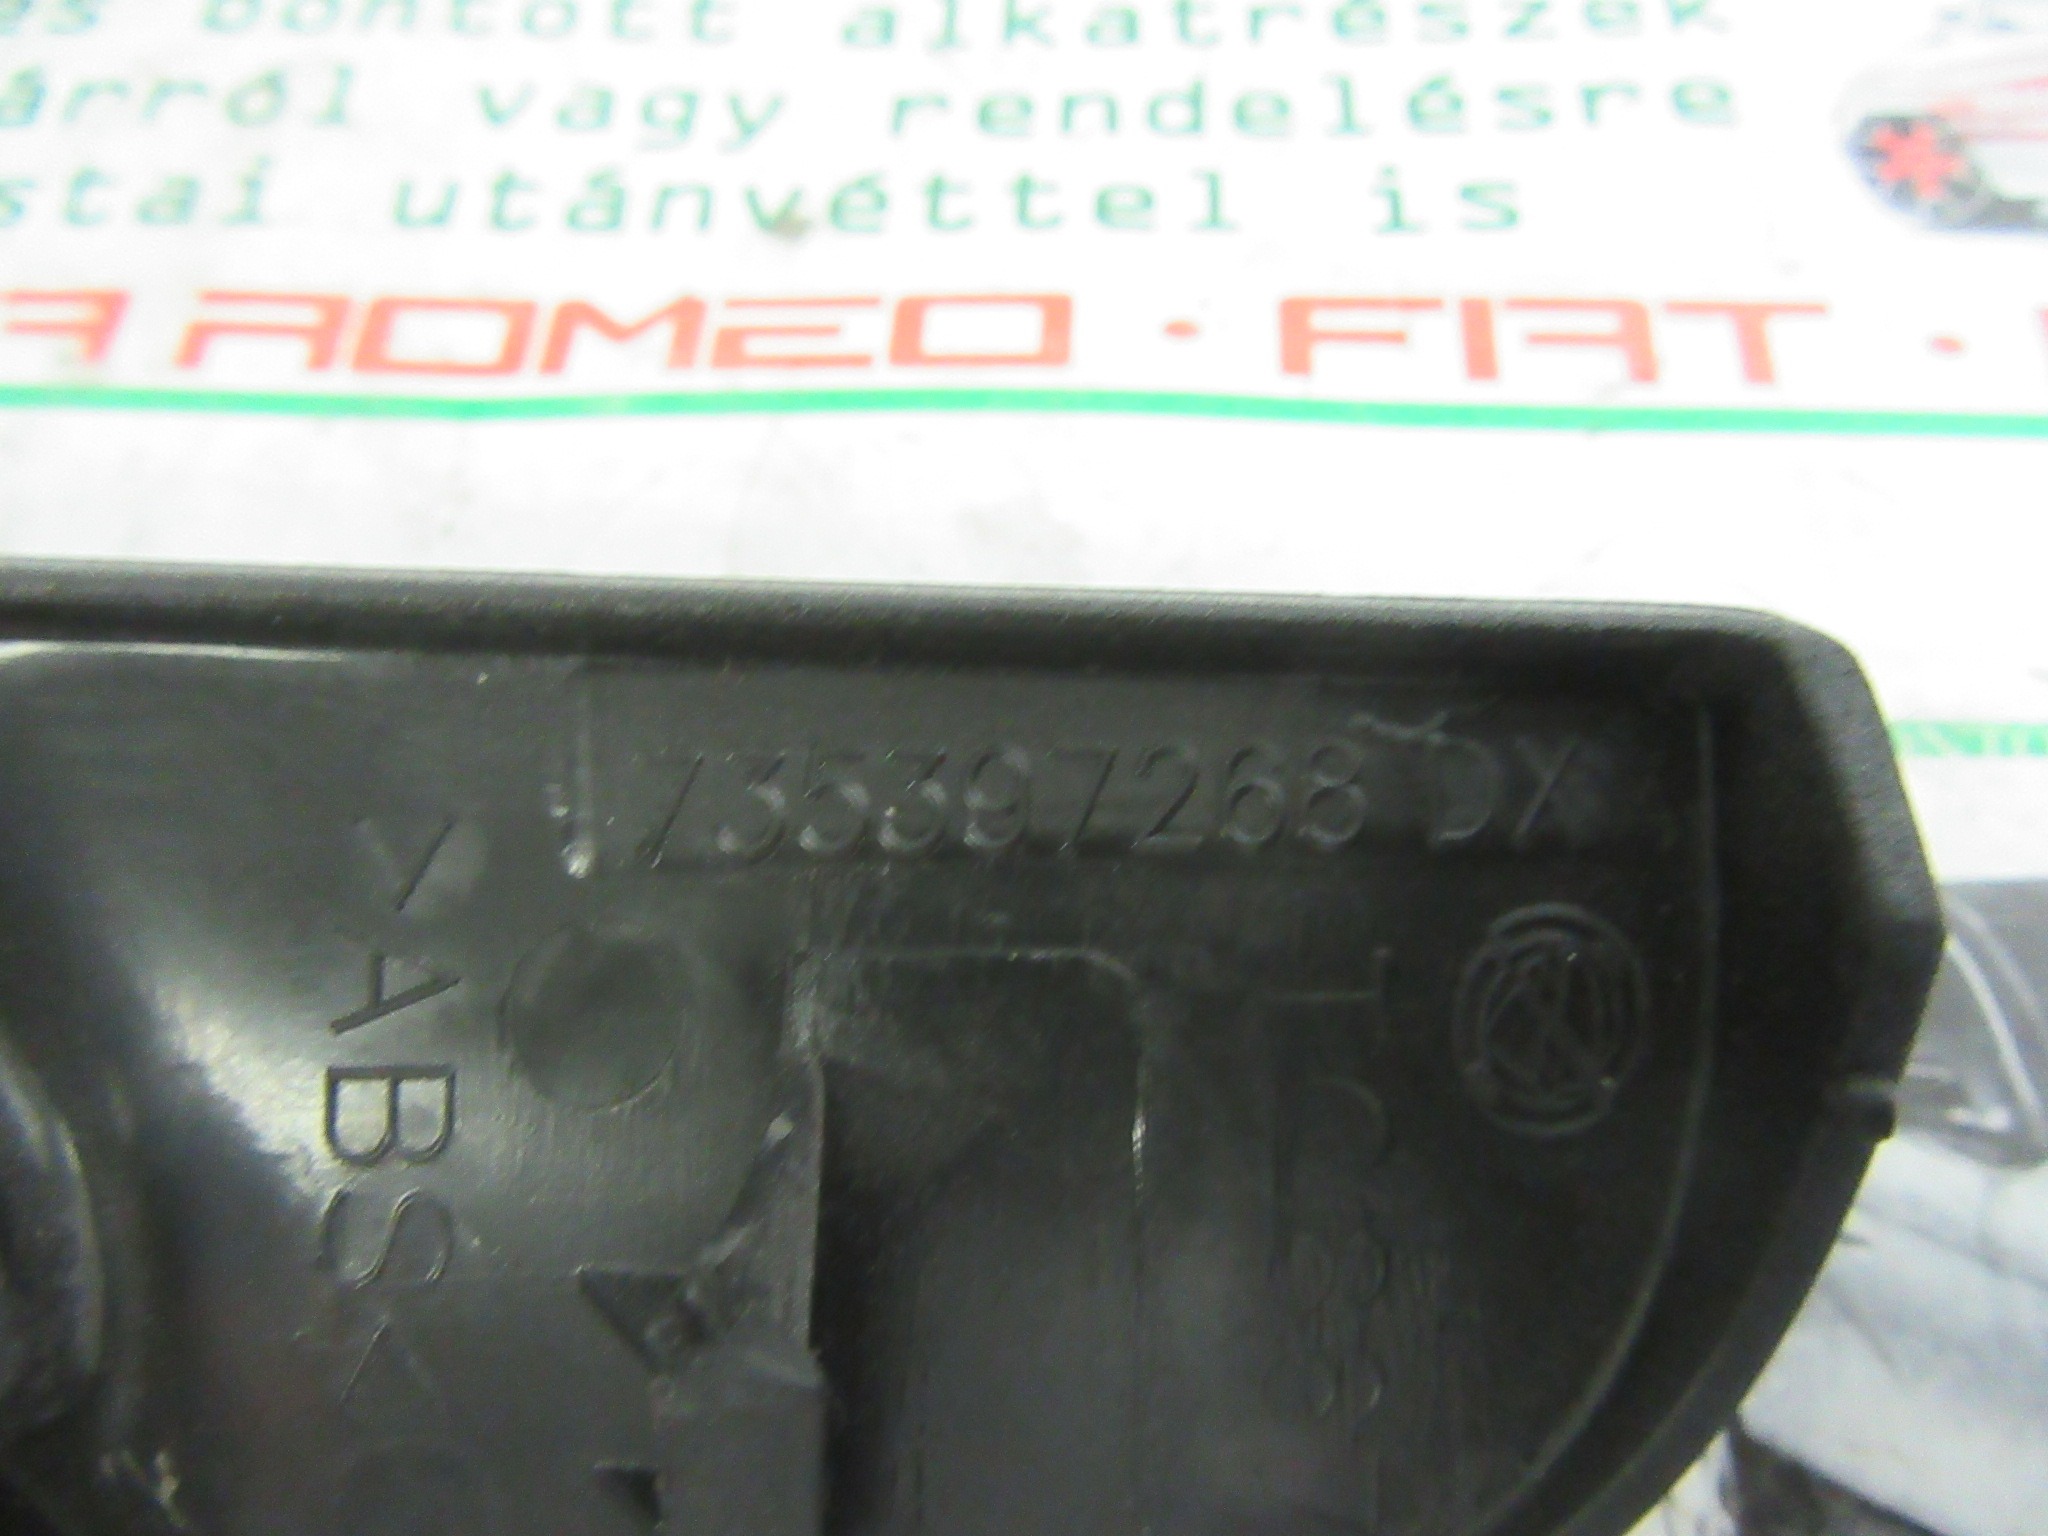 bontott alkatrészek
árról vagy rendelésre
stai utánvéttel is
A ROMEO · FIAT ·
735397268 DX
>ABS<